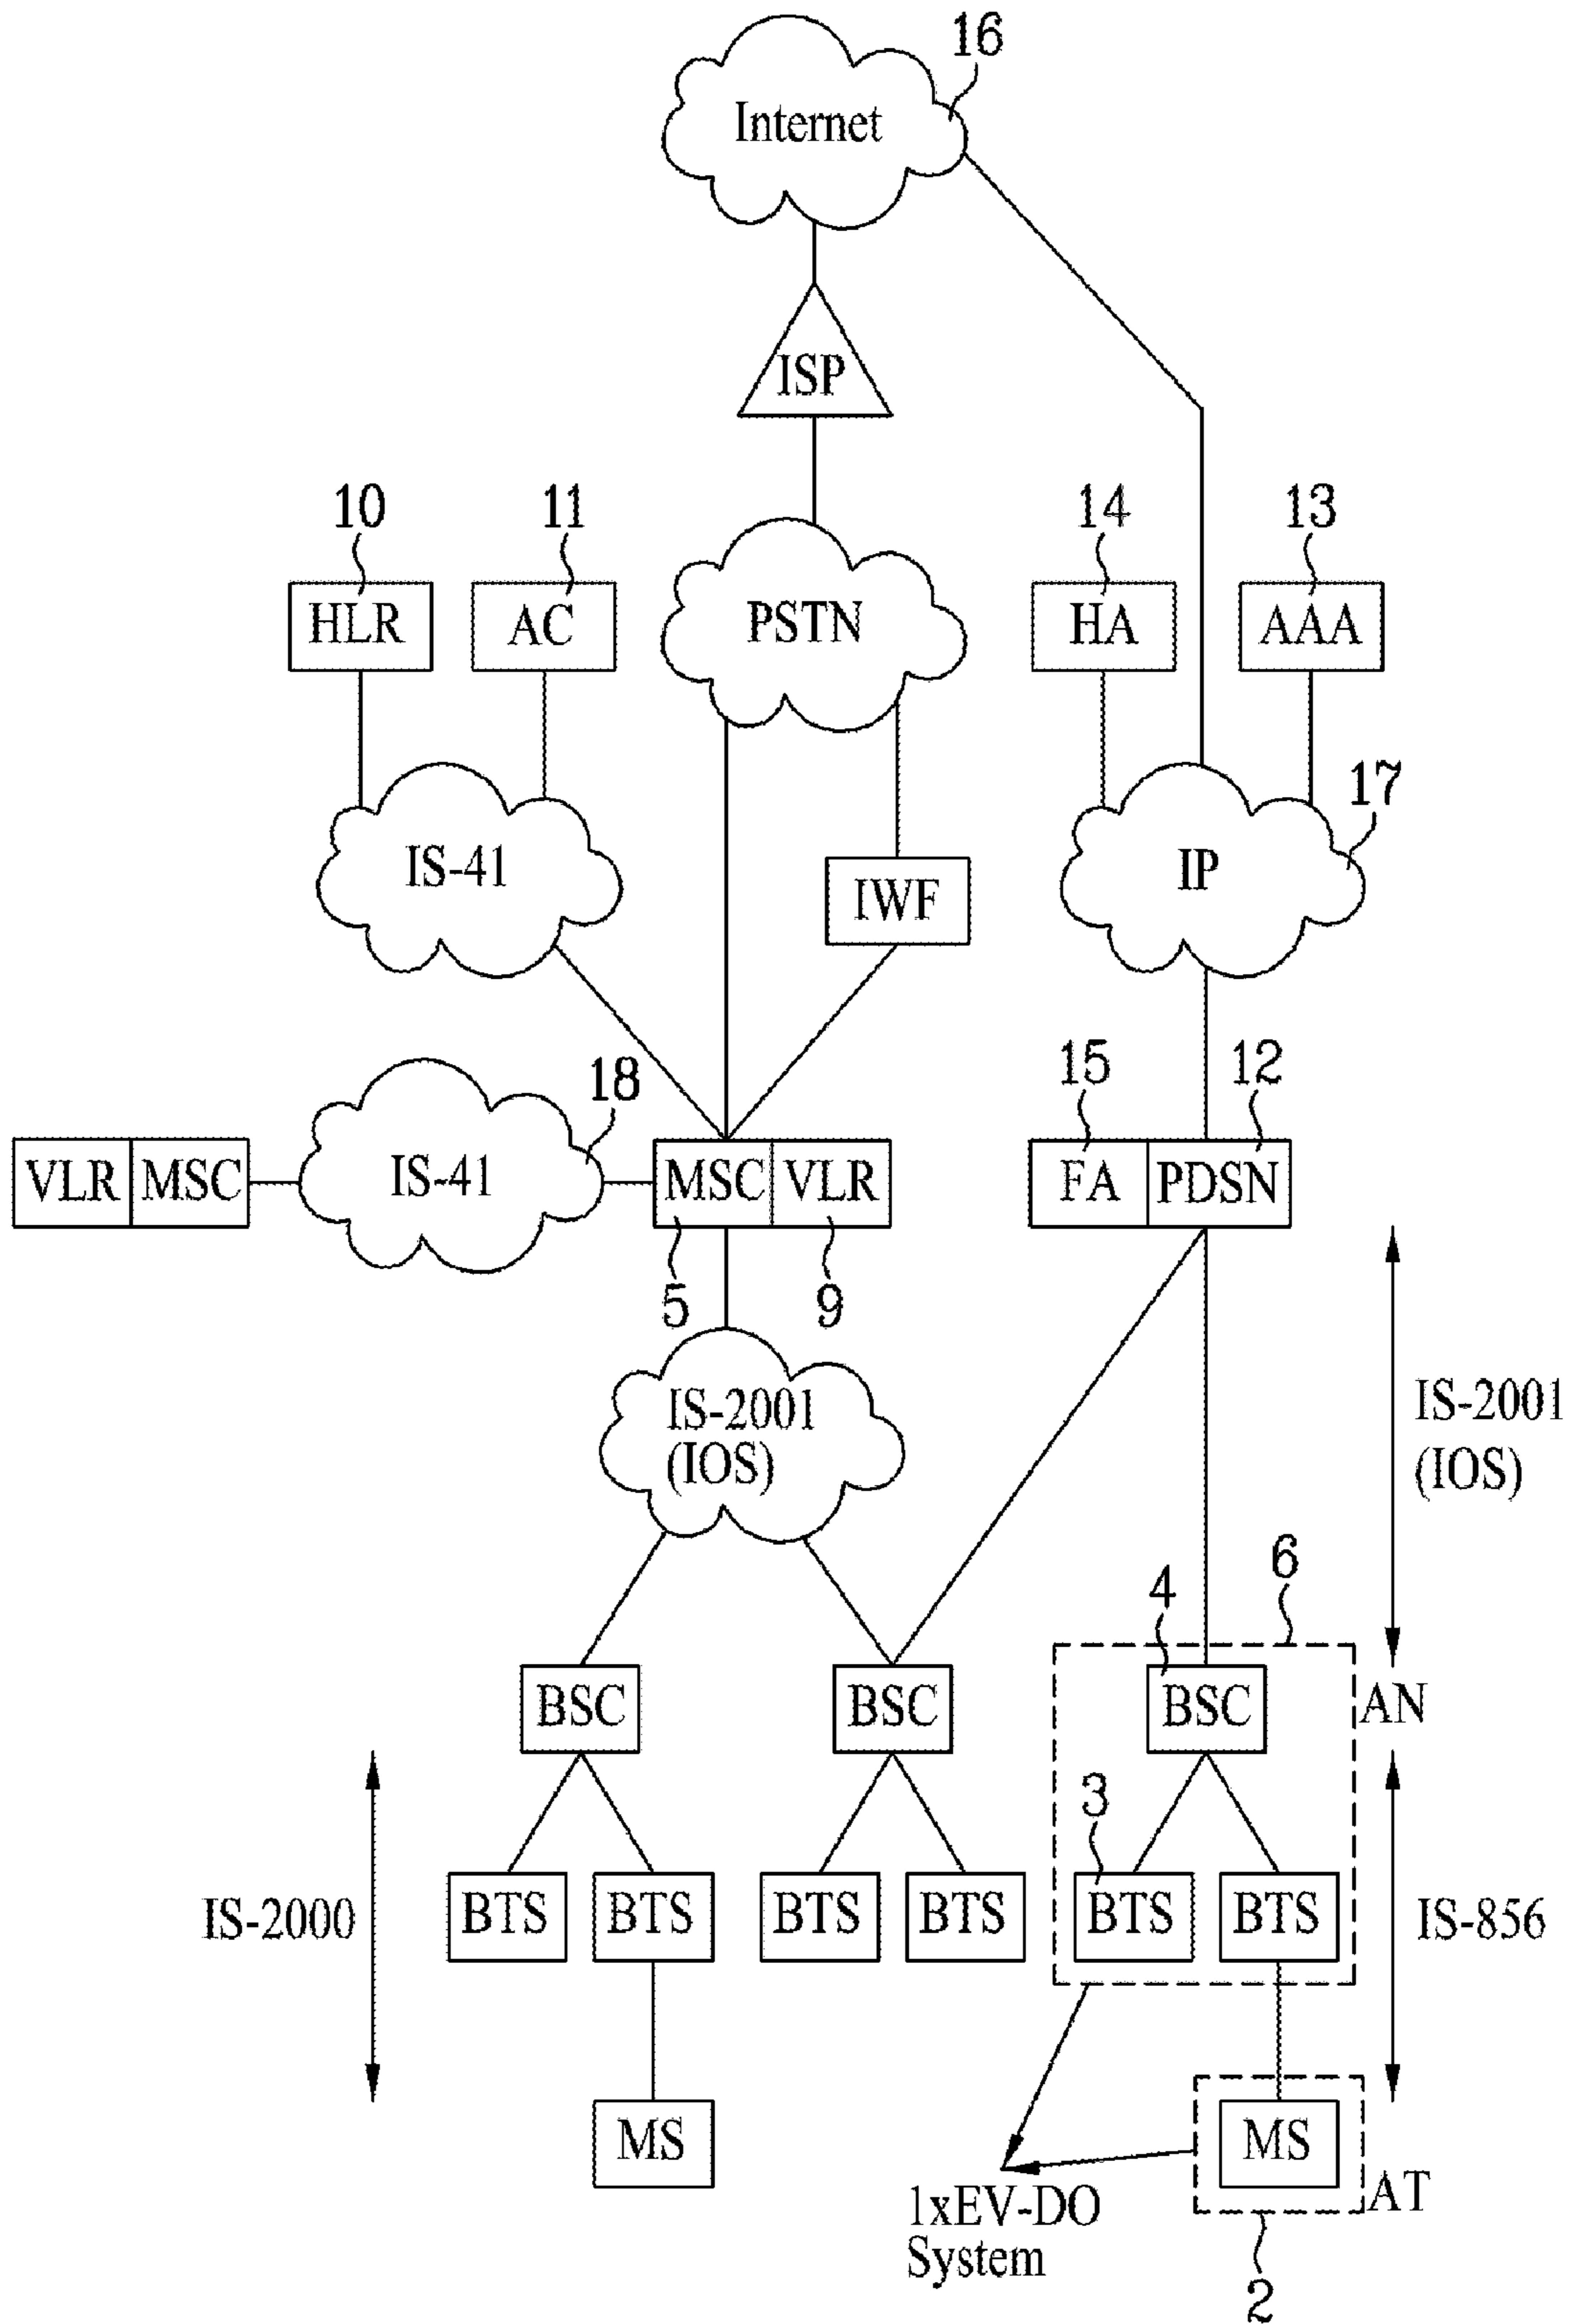 16
Internet
ISP
10
11
14
13
HLR
AC
PSTN
HA
AAA
17
IS-41
IWF
IP
18
15
12
VLR
MSC
IS-41
MSC
VLR
FA
PDSN
5
9
IS-2001
(IOS)
IS-2001
(IOS)
6
4
BSC
BSC
BSC
AN
3
IS-2000
BTS
BTS
BTS
BTS
BTS
BTS
IS-856
MS
MS
AT
1xEV-DO
System
2